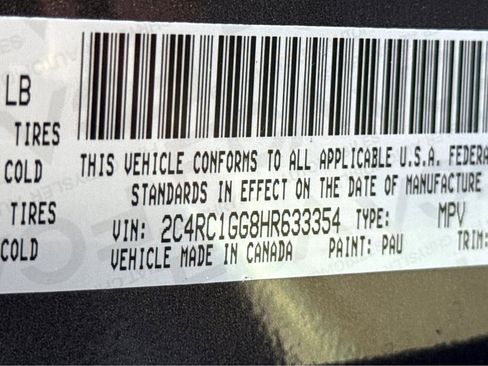 LB
TIRES
COLD
TIRES
COLD
THIS VEHICLE CONFORMS TO ALL APPLICABLE U.S.A. FEDERA
STANDARDS IN EFFECT ON THE DATE OF MANUFACTURE
VIN: 2C4RC1GG8HR633354 TYPE: MPV
VEHICLE MADE IN CANADA PAINT: PAU TRIM: